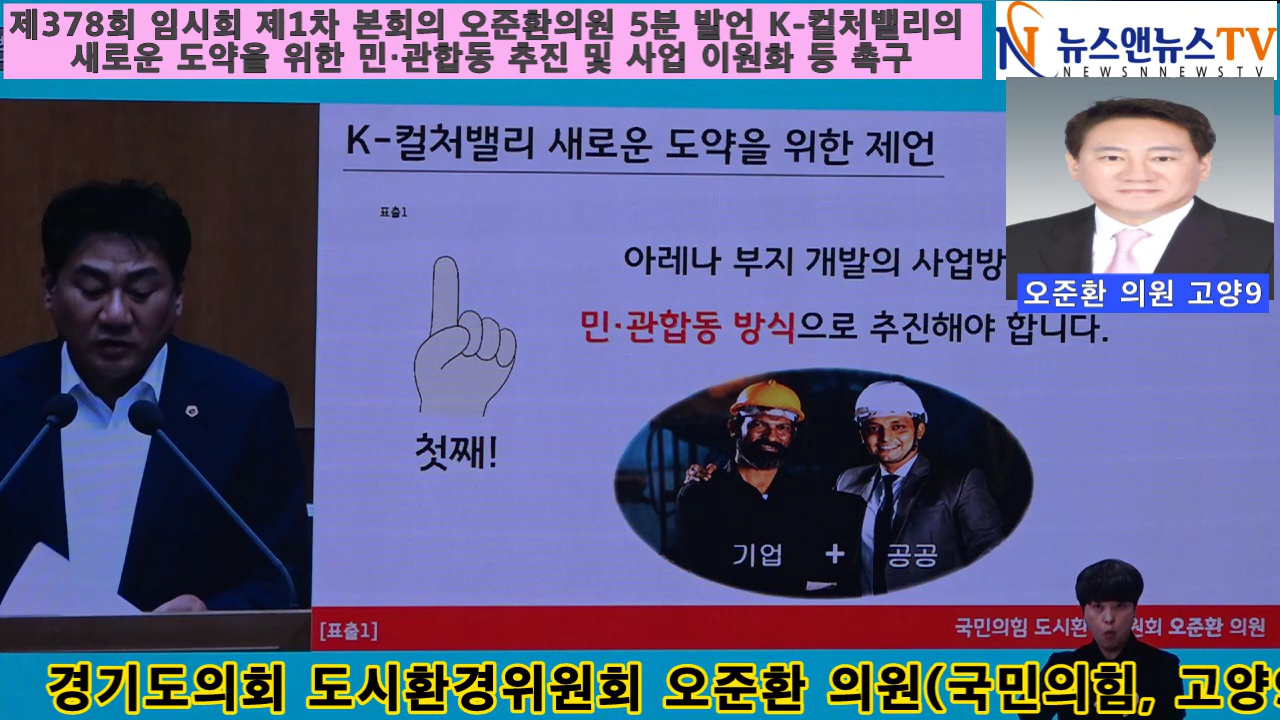 제378회 임시회 제1차 본회의 오준환의원 5분 발언 K-컬처밸리의
새로운 도약을 위한 민·관합동 추진 및 사업 이원화 등 촉구
뉴스앤뉴스TV
NEWSNNEWSTV
K-컬처밸리 새로운 도약을 위한 제언
표출1
아레나 부지 개발의 사업방
민·관합동 방식으로 추진해야 합니다.
오준환 의원 고양9
첫째!
기업 + 공공
[표출1]
국민의힘 도시환 원회 오준환 의원
경기도의회 도시환경위원회 오준환 의원(국민의힘, 고양9